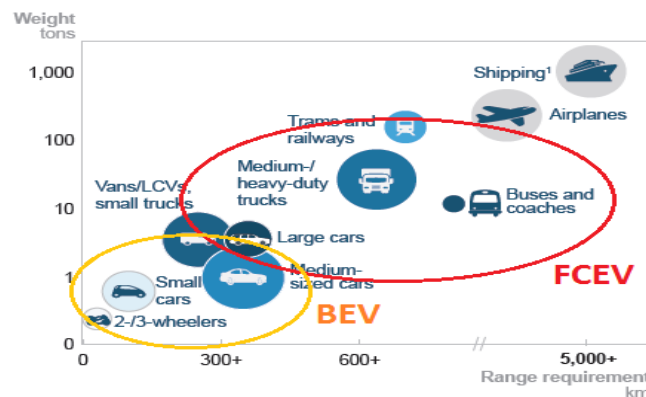 Weight
tons
1,000
100
10
1
0
Shipping¹
Airplanes
Trams and
railways
Medium-/
heavy-duty
trucks
Buses and
coaches
Vans/LCVs,
small trucks
Large cars
Medium-
sized cars
Small
cars
2-/3-wheelers
FCEV
BEV
0
300+
600+
//
5,000+
Range requirement
km